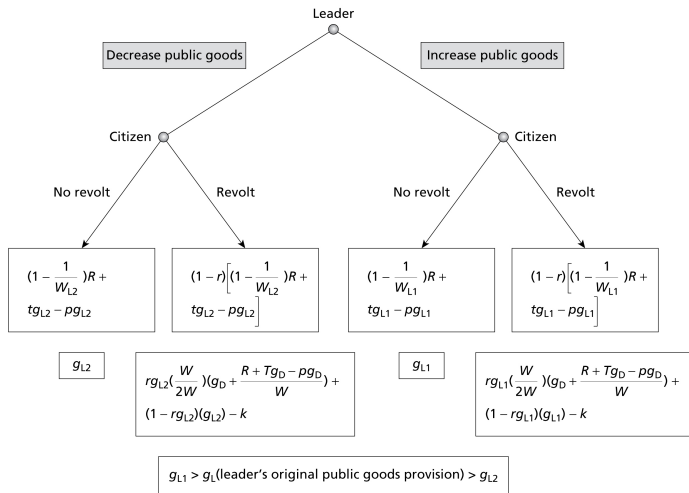 Leader
Decrease public goods
Increase public goods
Citizen
Citizen
No revolt
Revolt
No revolt
Revolt
(1 – 1/W_L2)R +
tg_L2 – pg_L2
(1 – r)[(1 – 1/W_L2)R +
tg_L2 – pg_L2]
(1 – 1/W_L1)R +
tg_L1 – pg_L1
(1 – r)[(1 – 1/W_L1)R +
tg_L1 – pg_L1]
g_L2
rg_L2(W/2W)(g_D + (R + Tg_D – pg_D)/W) +
(1 – rg_L2)(g_L2) – k
g_L1
rg_L1(W/2W)(g_D + (R + Tg_D – pg_D)/W) +
(1 – rg_L1)(g_L1) – k
g_L1 > g_L(leader's original public goods provision) > g_L2